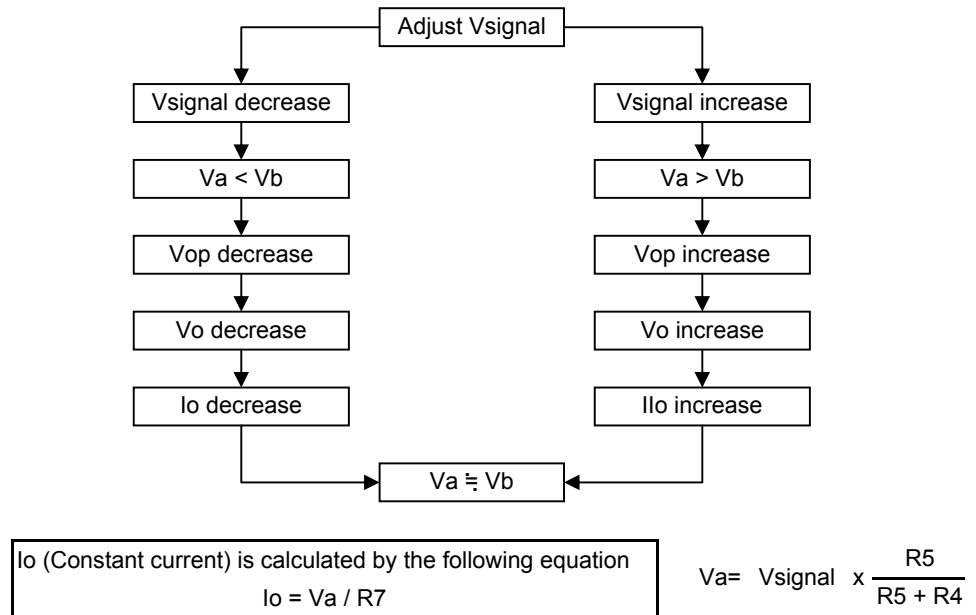 Adjust Vsignal
Vsignal decrease
Vsignal increase
Va < Vb
Va > Vb
Vop decrease
Vop increase
Vo decrease
Vo increase
Io decrease
IIo increase
Va ≒ Vb
Io (Constant current) is calculated by the following equation
Io = Va / R7
Va= Vsignal x R5 / R5 + R4